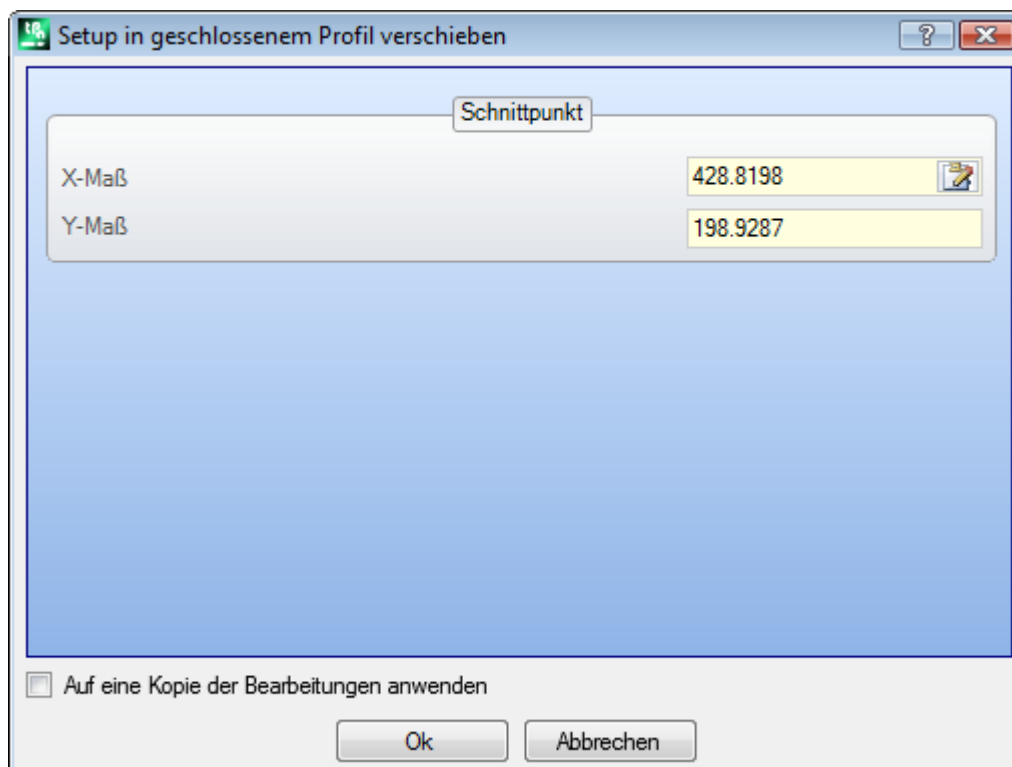 Setup in geschlossenem Profil verschieben
Schnittpunkt
X-Maß 428.8198
Y-Maß 198.9287
Auf eine Kopie der Bearbeitungen anwenden
Ok Abbrechen